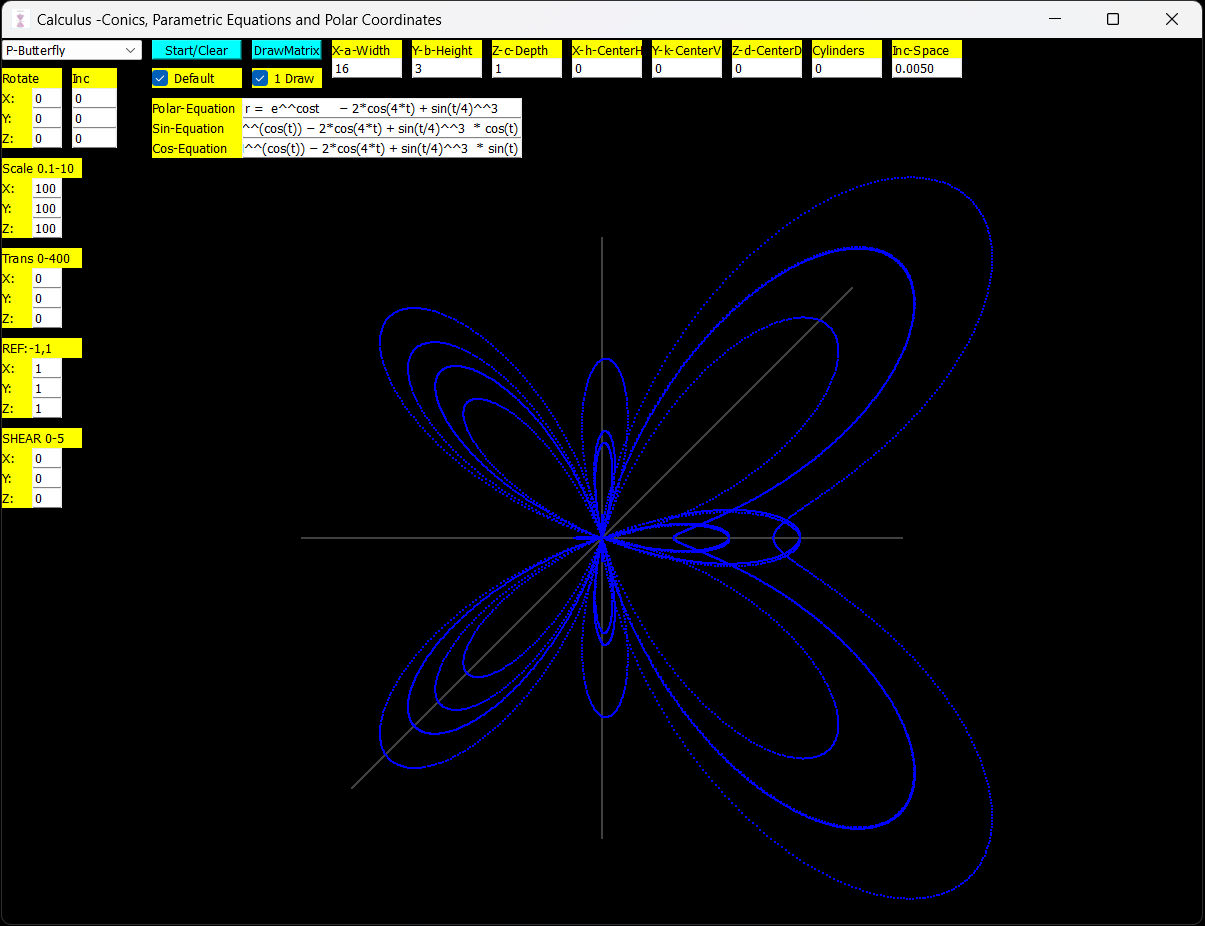 Calculus -Conics, Parametric Equations and Polar Coordinates
P-Butterfly Start/Clear DrawMatrix X-a-Width Y-b-Height Z-c-Depth X-h-CenterH Y-k-CenterV Z-d-CenterD Cylinders Inc-Space
16 3 1 0 0 0 0 0.0050
Rotate Inc Default 1 Draw
X: 0 0
Y: 0 0
Z: 0 0
Polar-Equation r = e^^cost − 2*cos(4*t) + sin(t/4)^^3
Sin-Equation ^^(cos(t)) − 2*cos(4*t) + sin(t/4)^^3 * cos(t)
Cos-Equation ^^(cos(t)) − 2*cos(4*t) + sin(t/4)^^3 * sin(t)
Scale 0.1-10
X: 100
Y: 100
Z: 100
Trans 0-400
X: 0
Y: 0
Z: 0
REF:-1,1
X: 1
Y: 1
Z: 1
SHEAR 0-5
X: 0
Y: 0
Z: 0